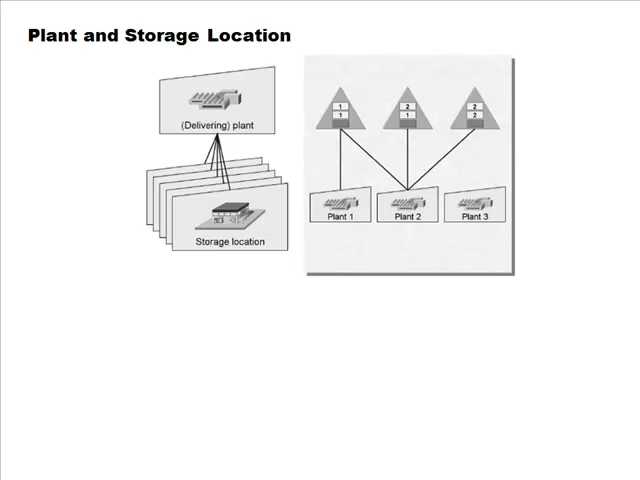 Plant and Storage Location
(Delivering) plant
Storage location
1
1
2
1
2
2
Plant 1
Plant 2
Plant 3